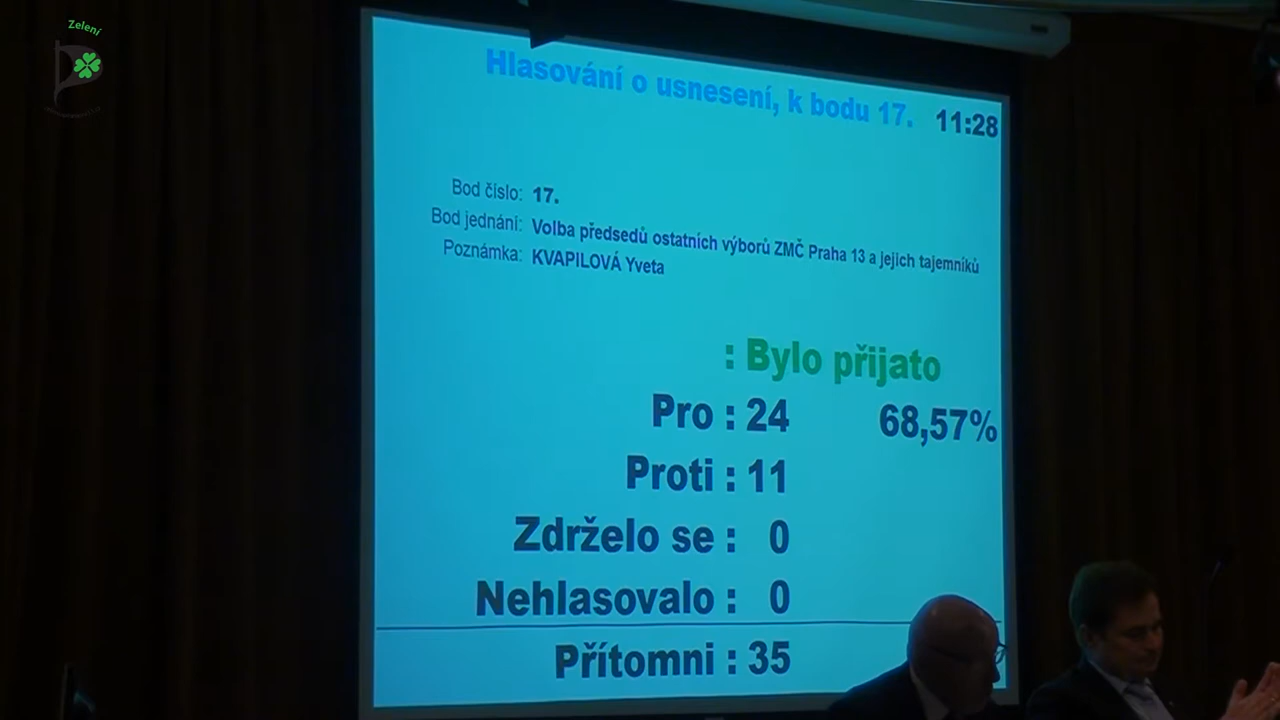 Zelení
Hlasování o usnesení, k bodu 17. 11:28
Bod číslo: 17.
Bod jednání: Volba předsedů ostatních výborů ZMČ Praha 13 a jejich tajemníků
Poznámka: KVAPILOVÁ Yveta
: Bylo přijato
Pro : 24 68,57%
Proti : 11
Zdrželo se : 0
Nehlasovalo : 0
Přítomni : 35